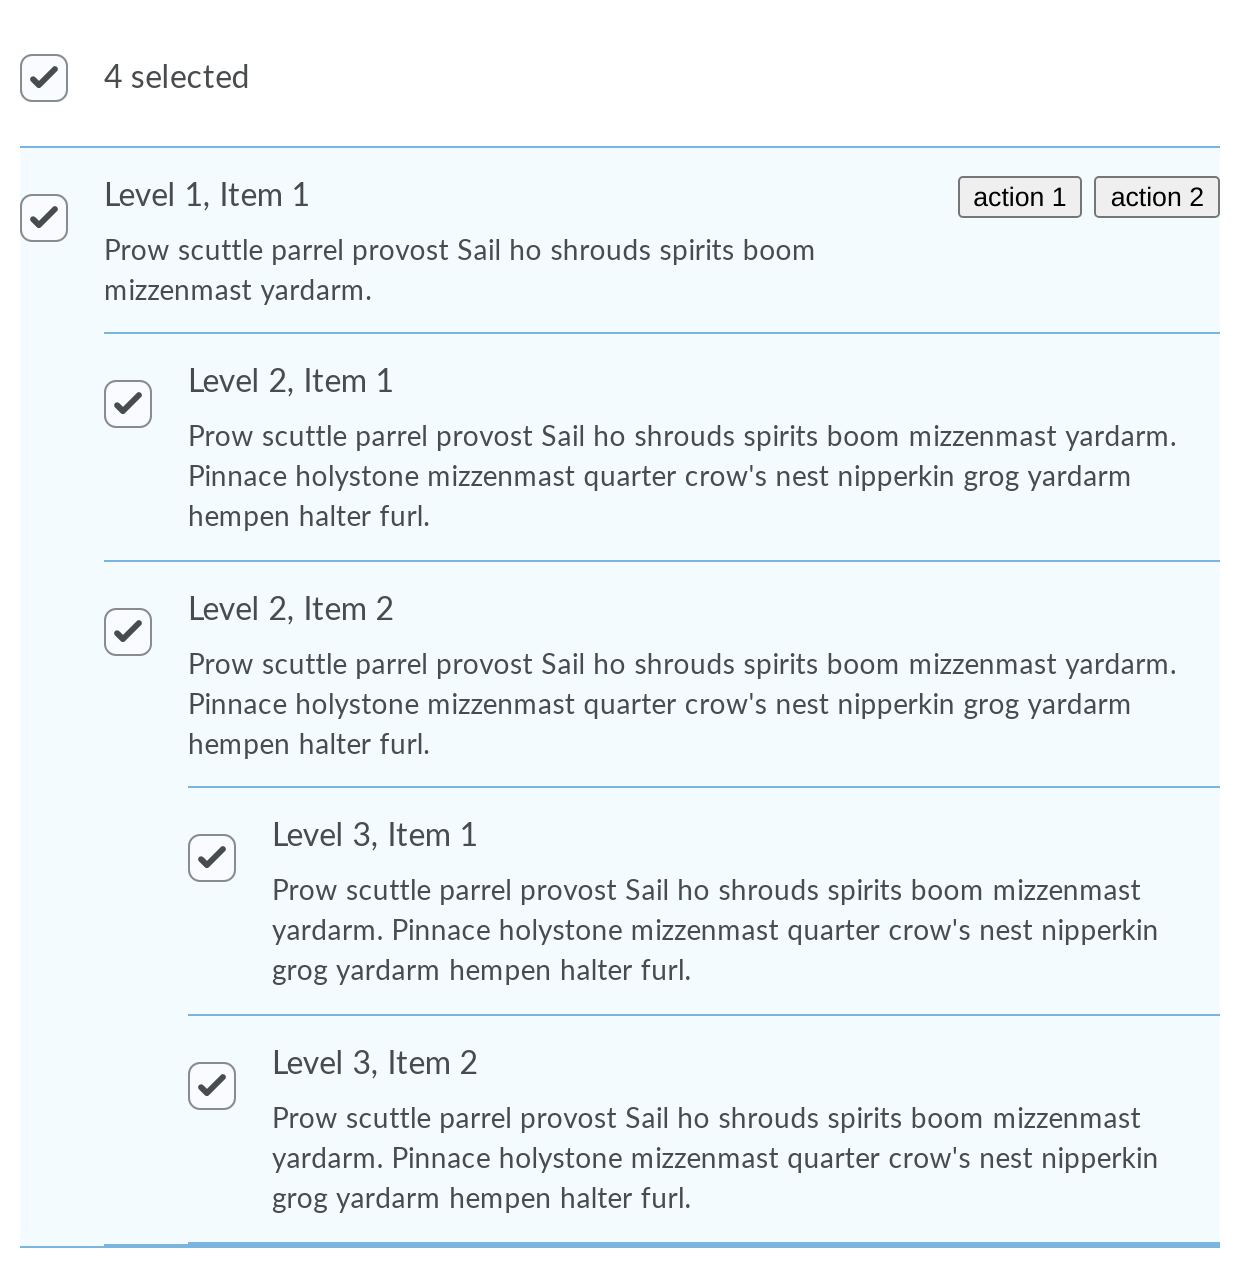 4 selected
Level 1, Item 1
action 1
action 2
Prow scuttle parrel provost Sail ho shrouds spirits boom
mizzenmast yardarm.
Level 2, Item 1
Prow scuttle parrel provost Sail ho shrouds spirits boom mizzenmast yardarm.
Pinnace holystone mizzenmast quarter crow's nest nipperkin grog yardarm
hempen halter furl.
Level 2, Item 2
Prow scuttle parrel provost Sail ho shrouds spirits boom mizzenmast yardarm.
Pinnace holystone mizzenmast quarter crow's nest nipperkin grog yardarm
hempen halter furl.
Level 3, Item 1
Prow scuttle parrel provost Sail ho shrouds spirits boom mizzenmast
yardarm. Pinnace holystone mizzenmast quarter crow's nest nipperkin
grog yardarm hempen halter furl.
Level 3, Item 2
Prow scuttle parrel provost Sail ho shrouds spirits boom mizzenmast
yardarm. Pinnace holystone mizzenmast quarter crow's nest nipperkin
grog yardarm hempen halter furl.